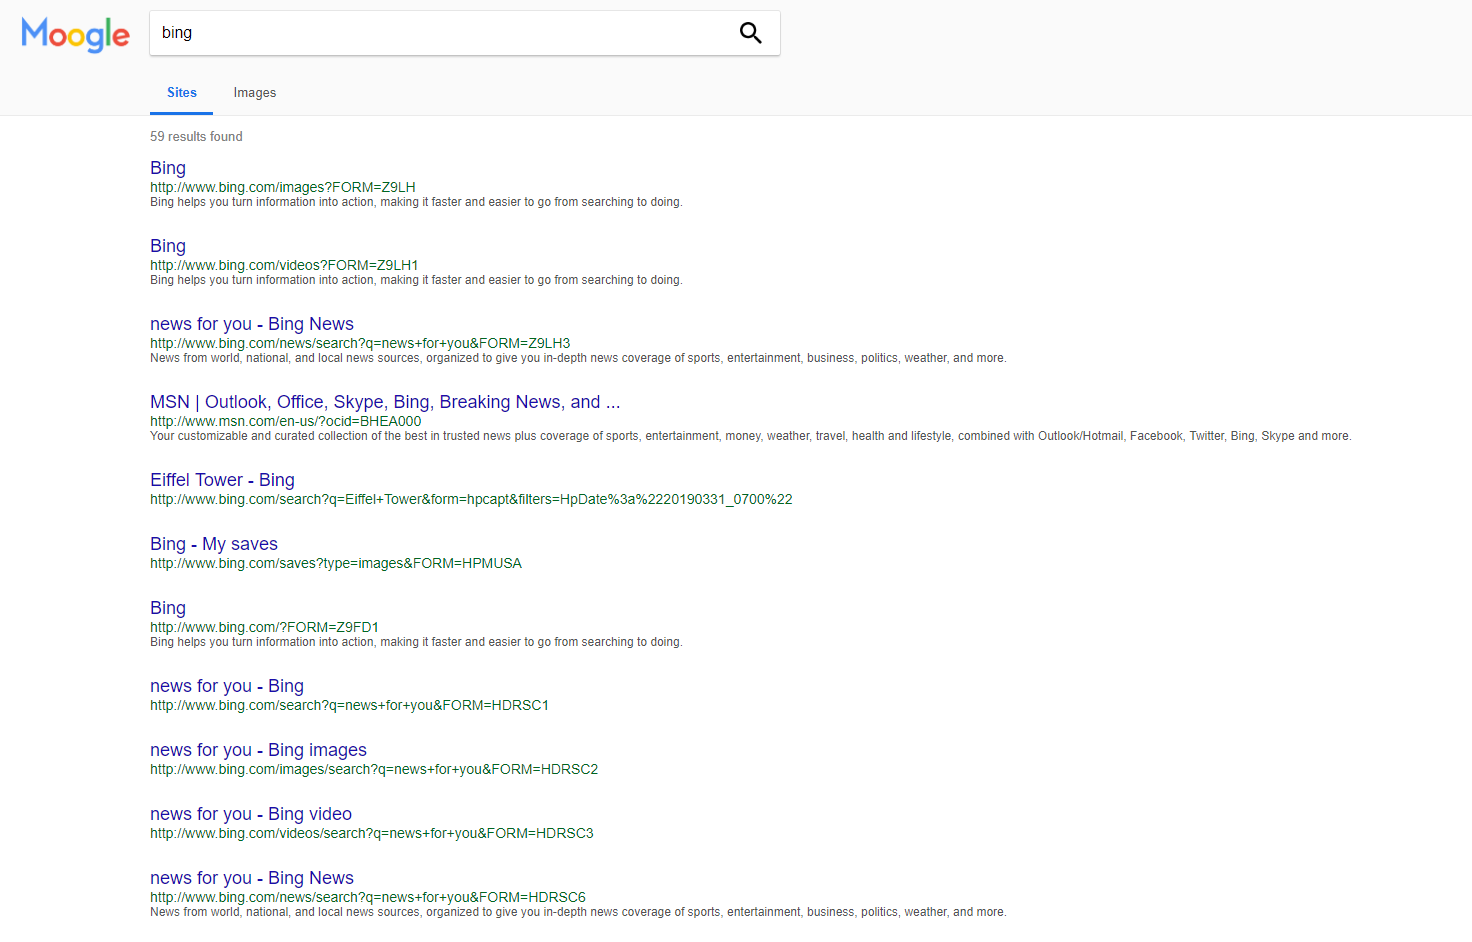 Moogle
bing
Sites Images
59 results found
Bing
http://www.bing.com/images?FORM=Z9LH
Bing helps you turn information into action, making it faster and easier to go from searching to doing.
Bing
http://www.bing.com/videos?FORM=Z9LH1
Bing helps you turn information into action, making it faster and easier to go from searching to doing.
news for you - Bing News
http://www.bing.com/news/search?q=news+for+you&FORM=Z9LH3
News from world, national, and local news sources, organized to give you in-depth news coverage of sports, entertainment, business, politics, weather, and more.
MSN | Outlook, Office, Skype, Bing, Breaking News, and ...
http://www.msn.com/en-us/?ocid=BHEA000
Your customizable and curated collection of the best in trusted news plus coverage of sports, entertainment, money, weather, travel, health and lifestyle, combined with Outlook/Hotmail, Facebook, Twitter, Bing, Skype and more.
Eiffel Tower - Bing
http://www.bing.com/search?q=Eiffel+Tower&form=hpcapt&filters=HpDate%3a%2220190331_0700%22
Bing - My saves
http://www.bing.com/saves?type=images&FORM=HPMUSA
Bing
http://www.bing.com/?FORM=Z9FD1
Bing helps you turn information into action, making it faster and easier to go from searching to doing.
news for you - Bing
http://www.bing.com/search?q=news+for+you&FORM=HDRSC1
news for you - Bing images
http://www.bing.com/images/search?q=news+for+you&FORM=HDRSC2
news for you - Bing video
http://www.bing.com/videos/search?q=news+for+you&FORM=HDRSC3
news for you - Bing News
http://www.bing.com/news/search?q=news+for+you&FORM=HDRSC6
News from world, national, and local news sources, organized to give you in-depth news coverage of sports, entertainment, business, politics, weather, and more.